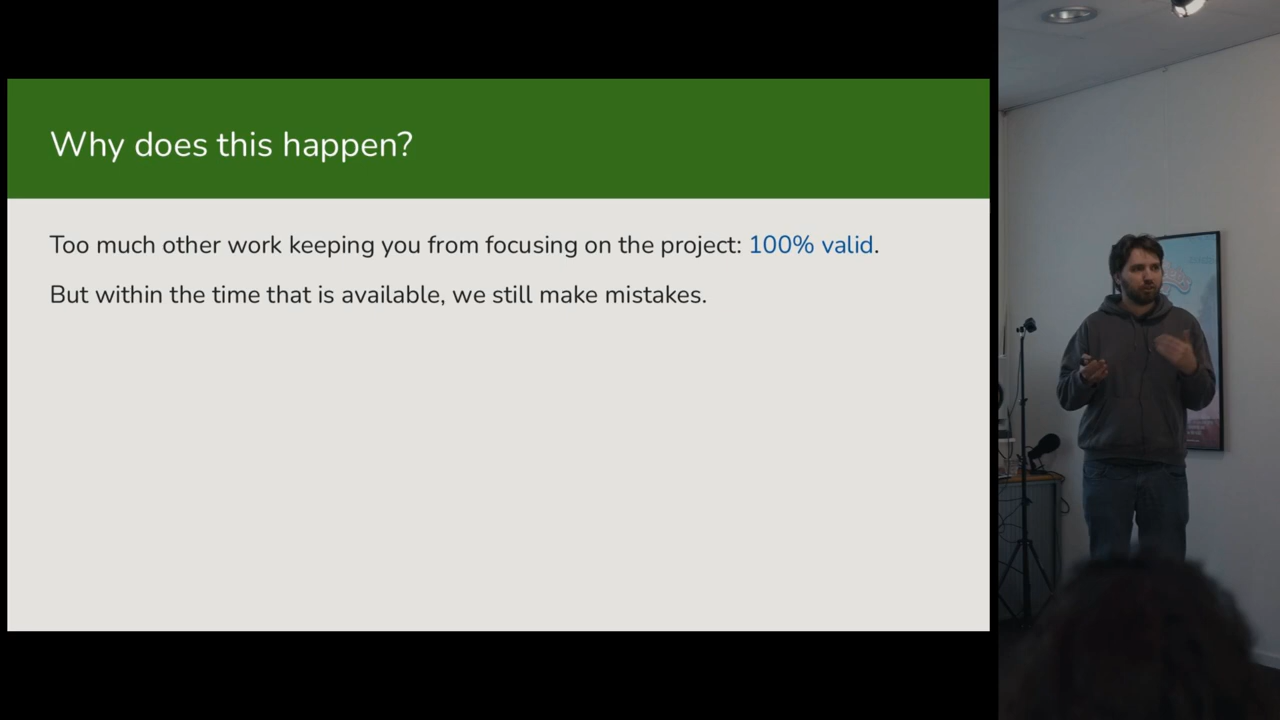 Why does this happen?
Too much other work keeping you from focusing on the project: 100% valid.
But within the time that is available, we still make mistakes.